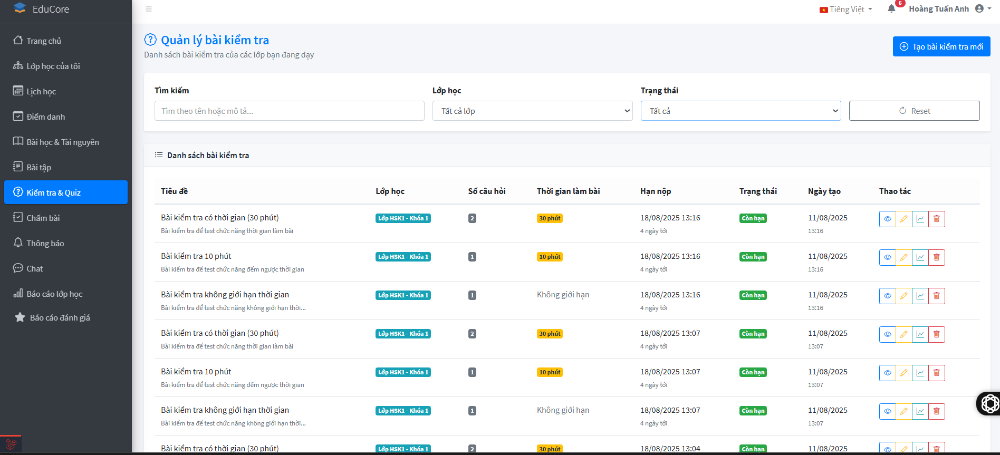 EduCore
Tiếng Việt
6
Hoàng Tuấn Anh
Trang chủ
Lớp học của tôi
Lịch học
Điểm danh
Bài học & Tài nguyên
Bài tập
Kiểm tra & Quiz
Chấm bài
Thông báo
Chat
Báo cáo lớp học
Báo cáo đánh giá
Quản lý bài kiểm tra
Danh sách bài kiểm tra của các lớp bạn đang dạy
Tạo bài kiểm tra mới
Tìm kiếm Lớp học Trạng thái
Tìm theo tên hoặc mô tả... Tất cả lớp Tất cả Reset
Danh sách bài kiểm tra
Tiêu đề Lớp học Số câu hỏi Thời gian làm bài Hạn nộp Trạng thái Ngày tạo Thao tác
Bài kiểm tra có thời gian (30 phút) Lớp HSK1 - Khóa 1 2 30 phút 18/08/2025 13:16 Còn hạn 11/08/2025
Bài kiểm tra để test chức năng thời gian làm bài 4 ngày tới 13:16
Bài kiểm tra 10 phút Lớp HSK1 - Khóa 1 1 10 phút 18/08/2025 13:16 Còn hạn 11/08/2025
Bài kiểm tra để test chức năng đếm ngược thời gian 4 ngày tới 13:16
Bài kiểm tra không giới hạn thời gian Lớp HSK1 - Khóa 1 1 Không giới hạn 18/08/2025 13:16 Còn hạn 11/08/2025
Bài kiểm tra để test chức năng không giới hạn thời... 4 ngày tới 13:16
Bài kiểm tra có thời gian (30 phút) Lớp HSK1 - Khóa 1 2 30 phút 18/08/2025 13:07 Còn hạn 11/08/2025
Bài kiểm tra để test chức năng thời gian làm bài 4 ngày tới 13:07
Bài kiểm tra 10 phút Lớp HSK1 - Khóa 1 1 10 phút 18/08/2025 13:07 Còn hạn 11/08/2025
Bài kiểm tra để test chức năng đếm ngược thời gian 4 ngày tới 13:07
Bài kiểm tra không giới hạn thời gian Lớp HSK1 - Khóa 1 1 Không giới hạn 18/08/2025 13:07 Còn hạn 11/08/2025
Bài kiểm tra để test chức năng không giới hạn thời... 4 ngày tới 13:07
Bài kiểm tra có thời gian (30 phút) Lớp HSK1 - Khóa 1 2 30 phút 18/08/2025 13:04 Còn hạn 11/08/2025